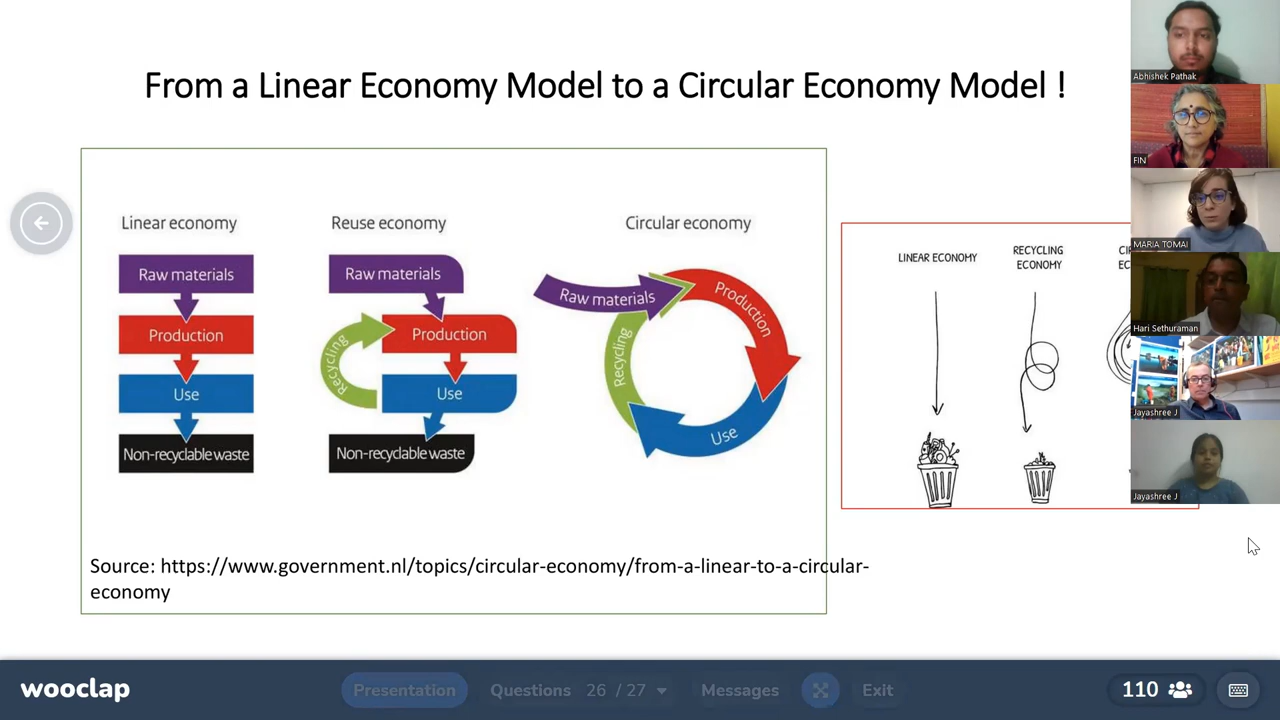 From a Linear Economy Model to a Circular Economy Model !
Linear economy
Raw materials
Production
Use
Non-recyclable waste
Reuse economy
Raw materials
Production
Recycling
Use
Non-recyclable waste
Circular economy
Raw materials
Production
Recycling
Use
LINEAR ECONOMY
RECYCLING
ECONOMY
Source: https://www.government.nl/topics/circular-economy/from-a-linear-to-a-circular-
economy
Abhishek Pathak
FIN
MARIA TOMAI
Hari Sethuraman
Jayashree J
Jayashree J
wooclap
Presentation
Questions 26 / 27
Messages
Exit
110